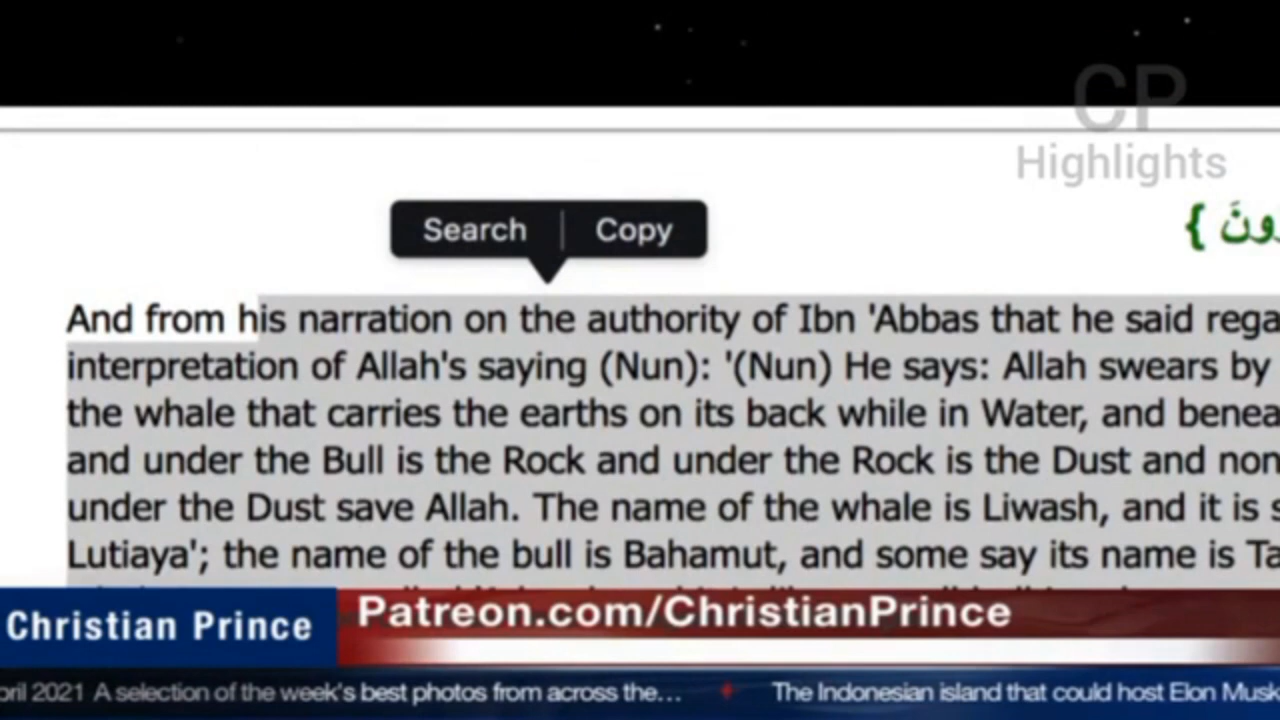 CP
Highlights
Search
Copy
ونَ }
And from his narration on the authority of Ibn 'Abbas that he said rega
interpretation of Allah's saying (Nun): '(Nun) He says: Allah swears by
the whale that carries the earths on its back while in Water, and benea
and under the Bull is the Rock and under the Rock is the Dust and non
under the Dust save Allah. The name of the whale is Liwash, and it is s
Lutiaya'; the name of the bull is Bahamut, and some say its name is Ta
Christian Prince
Patreon.com/ChristianPrince
pril 2021 A selection of the week's best photos from across the...
The Indonesian island that could host Elon Musk